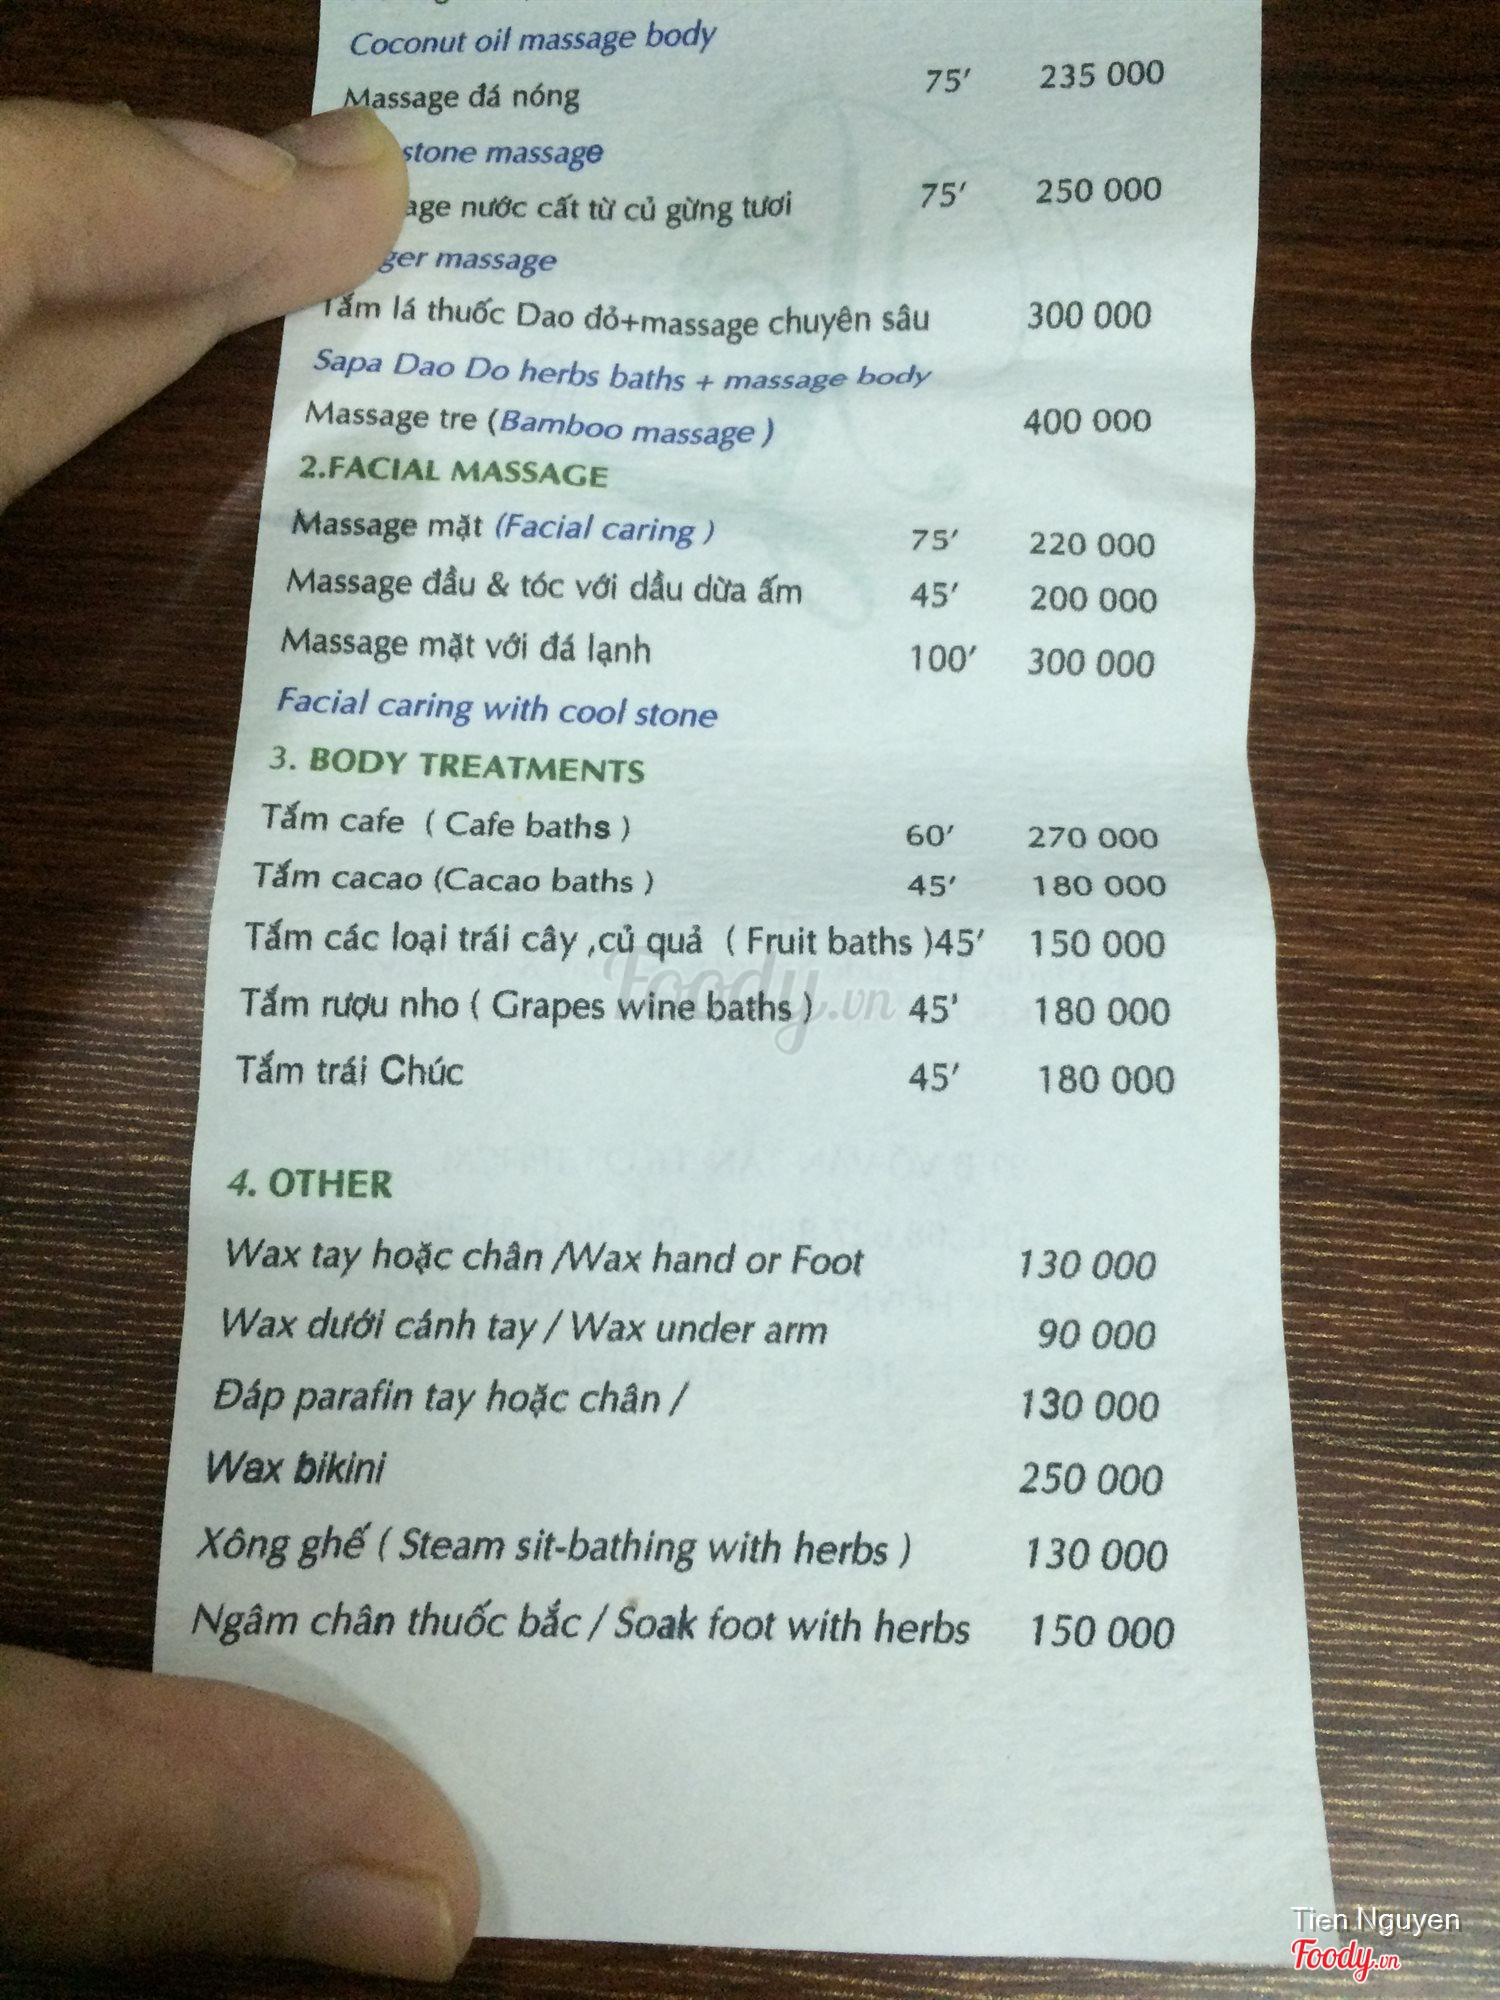 Coconut oil massage body
Massage đá nóng 75’ 235 000
stone massage
age nước cất từ củ gừng tươi 75’ 250 000
ger massage
Tắm lá thuốc Dao đỏ+massage chuyên sâu 300 000
Sapa Dao Do herbs baths + massage body
Massage tre (Bamboo massage ) 400 000
2.FACIAL MASSAGE
Massage mặt (Facial caring ) 75’ 220 000
Massage đầu & tóc với dầu dừa ấm 45’ 200 000
Massage mặt với đá lạnh 100’ 300 000
Facial caring with cool stone
3. BODY TREATMENTS
Tắm cafe ( Cafe baths ) 60’ 270 000
Tắm cacao (Cacao baths ) 45’ 180 000
Tắm các loại trái cây ,củ quả ( Fruit baths )45’ 150 000
Foody.vn
Tắm rượu nho ( Grapes wine baths ) 45’ 180 000
Tắm trái Chúc 45’ 180 000
4. OTHER
Wax tay hoặc chân /Wax hand or Foot 130 000
Wax dưới cánh tay / Wax under arm 90 000
Đáp parafin tay hoặc chân / 130 000
Wax bikini 250 000
Xông ghế ( Steam sit-bathing with herbs ) 130 000
Ngâm chân thuốc bắc / Soak foot with herbs 150 000
Tien Nguyen
Foody.vn